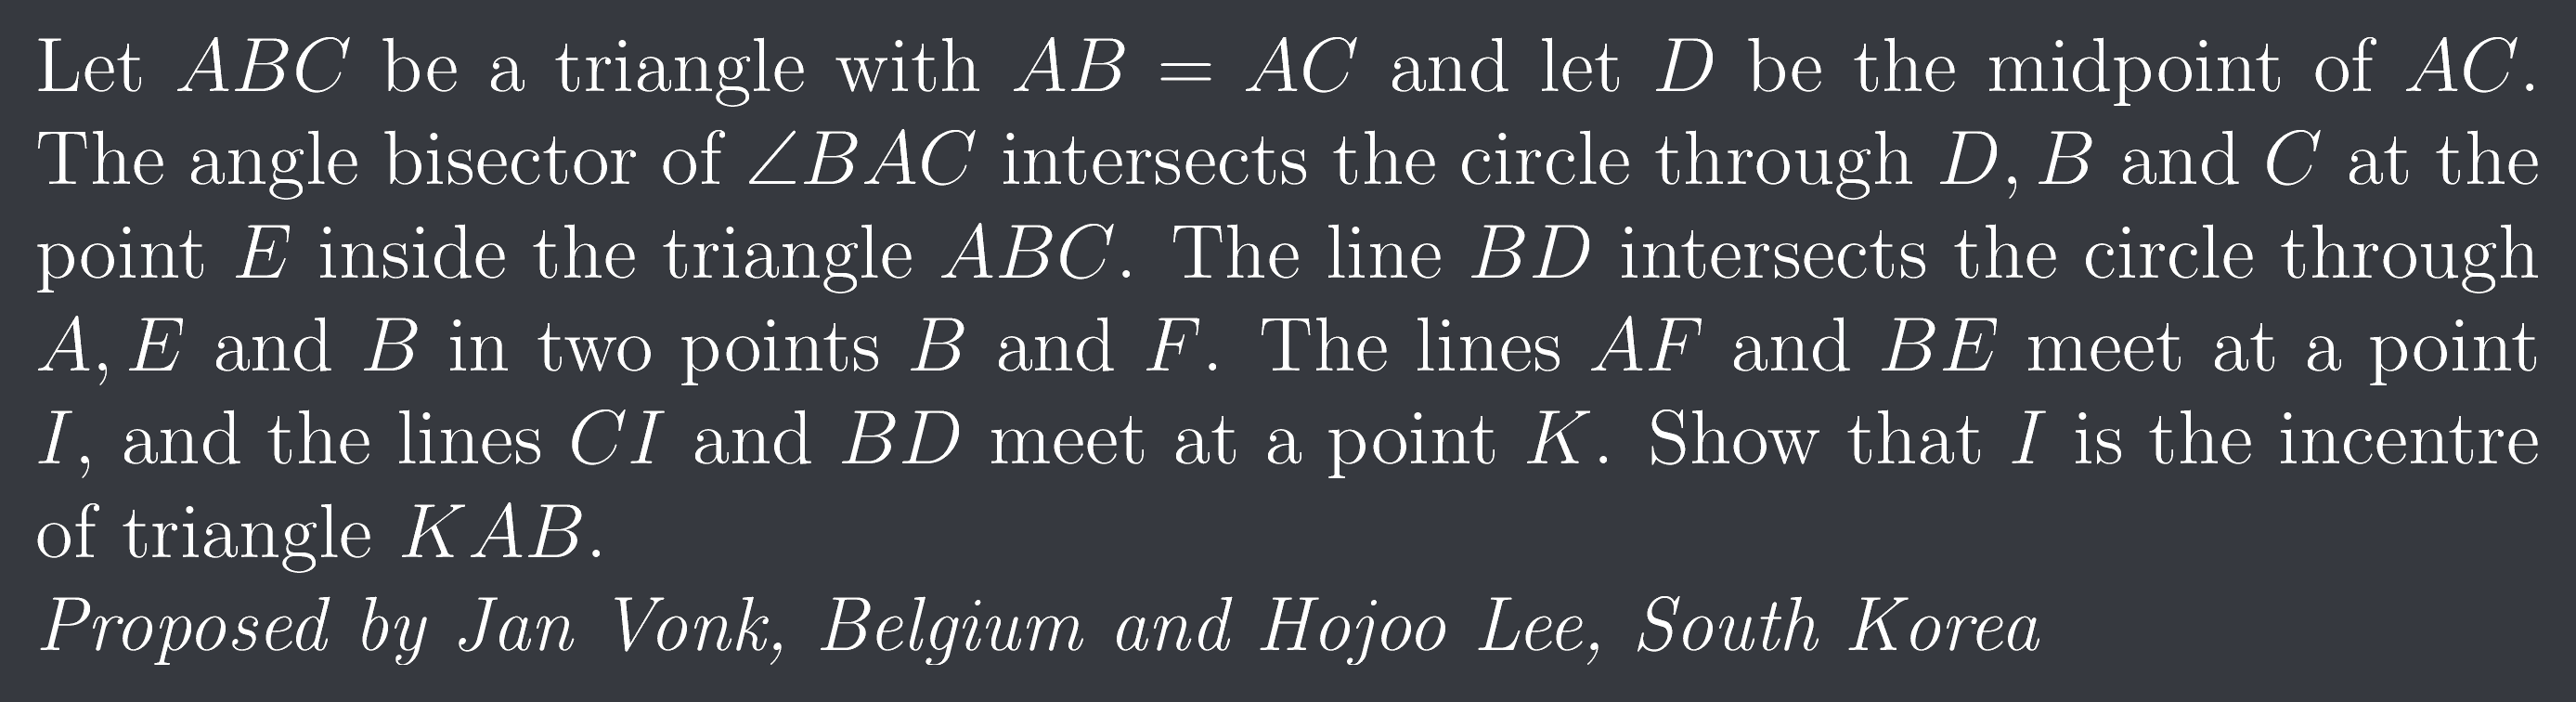 Let ABC be a triangle with AB = AC and let D be the midpoint of AC.
The angle bisector of ∠BAC intersects the circle through D, B and C at the
point E inside the triangle ABC. The line BD intersects the circle through
A, E and B in two points B and F. The lines AF and BE meet at a point
I, and the lines CI and BD meet at a point K. Show that I is the incentre
of triangle KAB.
Proposed by Jan Vonk, Belgium and Hojoo Lee, South Korea